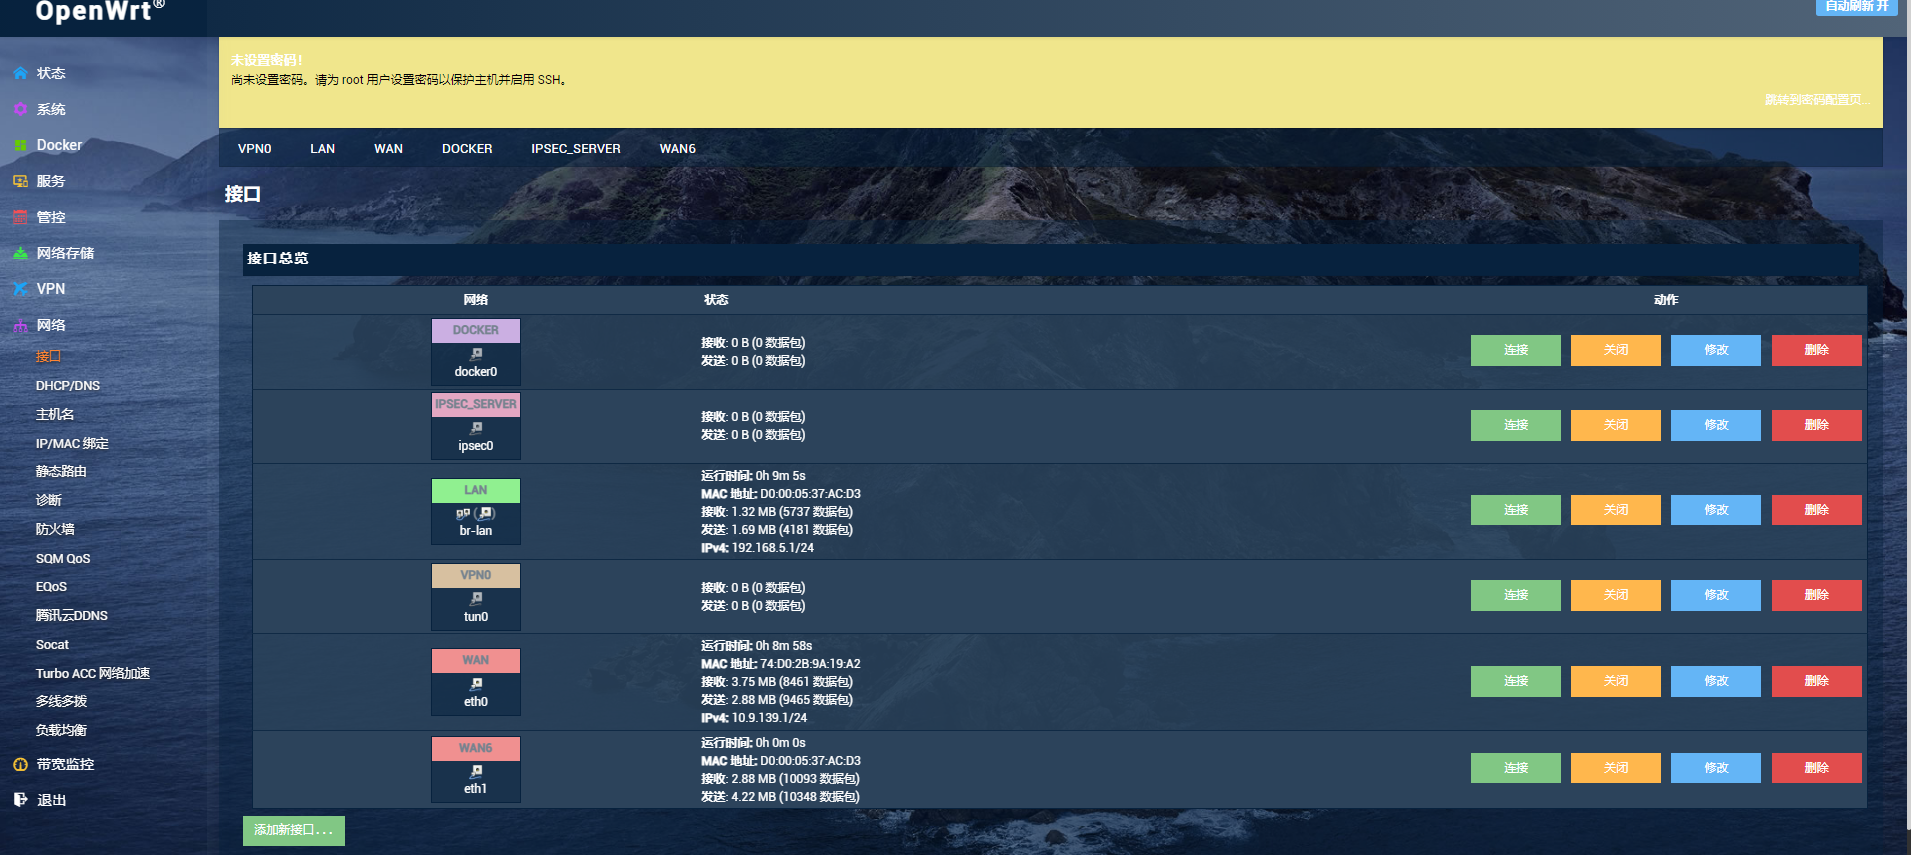 OpenWrt®
自动刷新 开
状态
系统
Docker
服务
管控
网络存储
VPN
网络
接口
DHCP/DNS
主机名
IP/MAC 绑定
静态路由
诊断
防火墙
SQM QoS
EQoS
腾讯云DDNS
Socat
Turbo ACC 网络加速
多线多拨
负载均衡
带宽监控
退出
未设置密码!
尚未设置密码。请为 root 用户设置密码以保护主机并启用 SSH。
跳转到密码配置页...
VPN0 LAN WAN DOCKER IPSEC_SERVER WAN6
接口
接口总览
网络 状态 动作
DOCKER
docker0
接收: 0 B (0 数据包)
发送: 0 B (0 数据包)
连接 关闭 修改 删除
IPSEC_SERVER
ipsec0
接收: 0 B (0 数据包)
发送: 0 B (0 数据包)
连接 关闭 修改 删除
LAN
br-lan
运行时间: 0h 9m 5s
MAC 地址: D0:00:05:37:AC:D3
接收: 1.32 MB (5737 数据包)
发送: 1.69 MB (4181 数据包)
IPv4: 192.168.5.1/24
连接 关闭 修改 删除
VPN0
tun0
接收: 0 B (0 数据包)
发送: 0 B (0 数据包)
连接 关闭 修改 删除
WAN
eth0
运行时间: 0h 8m 58s
MAC 地址: 74:D0:2B:9A:19:A2
接收: 3.75 MB (8461 数据包)
发送: 2.88 MB (9465 数据包)
IPv4: 10.9.139.1/24
连接 关闭 修改 删除
WAN6
eth1
运行时间: 0h 0m 0s
MAC 地址: D0:00:05:37:AC:D3
接收: 2.88 MB (10093 数据包)
发送: 4.22 MB (10348 数据包)
连接 关闭 修改 删除
添加新接口...